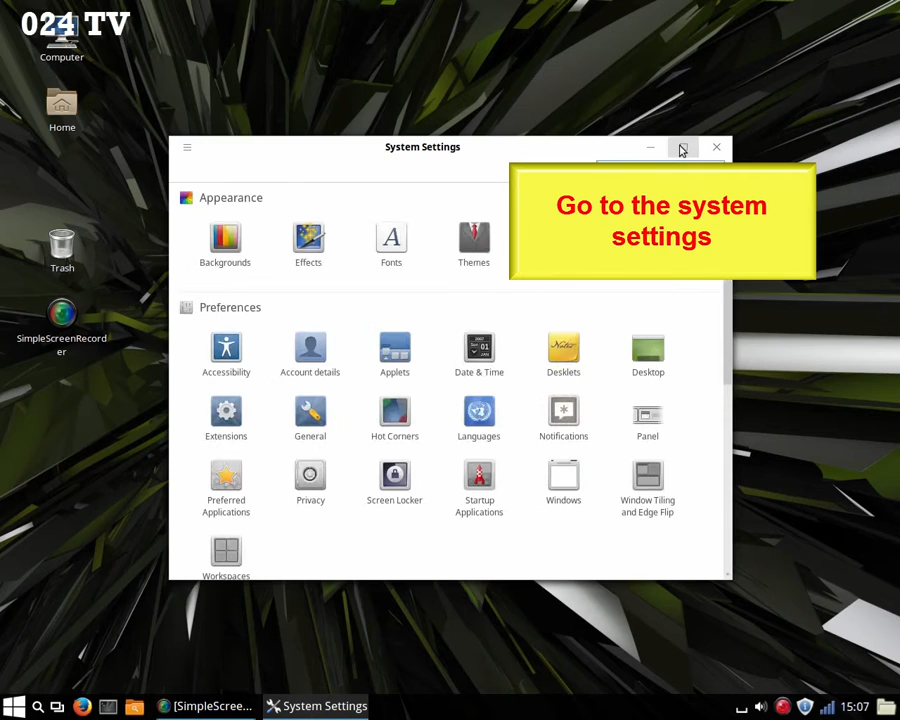 024 TV
Computer
Home
Trash
SimpleScreenRecord
er
System Settings
Go to the system
settings
Appearance
Backgrounds
Effects
Fonts
Themes
Preferences
Accessibility
Account details
Applets
Date & Time
Desklets
Desktop
Extensions
General
Hot Corners
Languages
Notifications
Panel
Preferred
Applications
Privacy
Screen Locker
Startup
Applications
Windows
Window Tiling
and Edge Flip
Workspaces
[SimpleScree...
System Settings
15:07